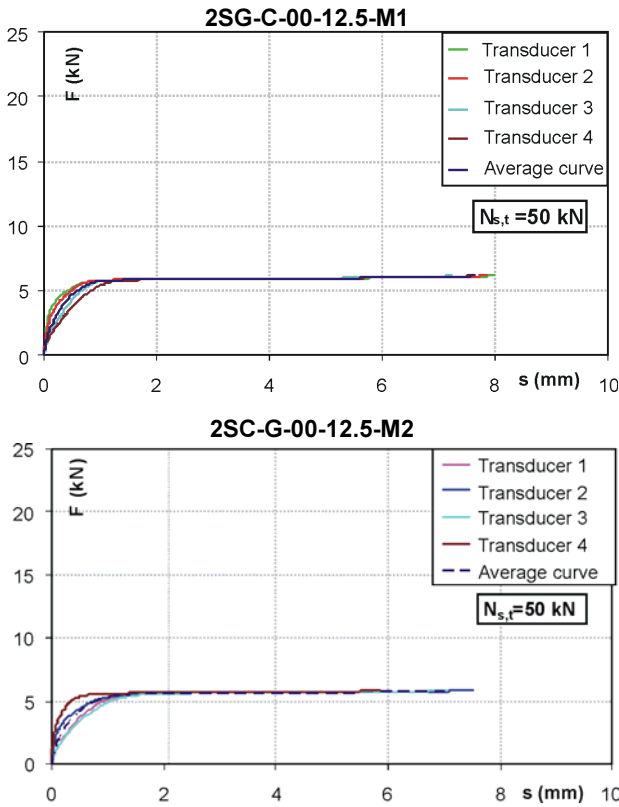 2SG-C-00-12.5-M1
25
20
15
10
5
0
F (kN)
Transducer 1
Transducer 2
Transducer 3
Transducer 4
Average curve
Ns,t =50 kN
0 2 4 6 8 10
s (mm)
2SC-G-00-12.5-M2
25
20
15
10
5
0
F (kN)
Transducer 1
Transducer 2
Transducer 3
Transducer 4
Average curve
Ns,t=50 kN
0 2 4 6 8 10
s (mm)